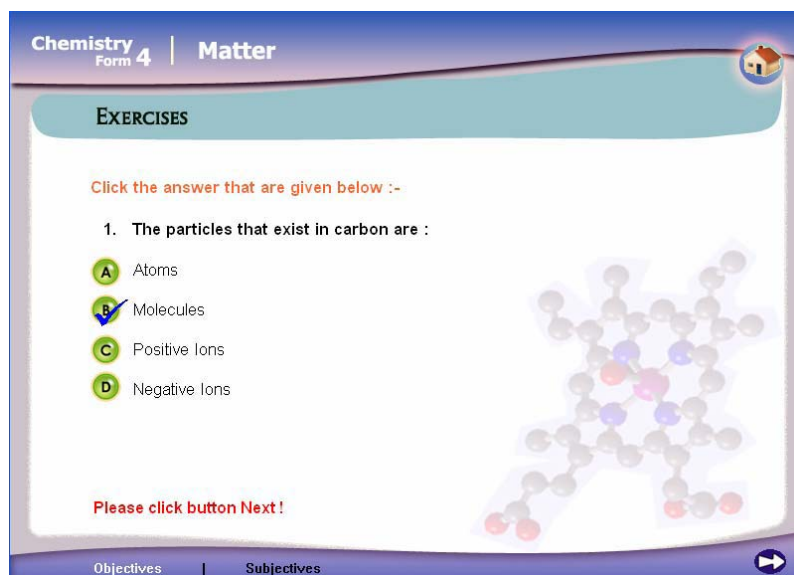 Chemistry
Form 4 | Matter
EXERCISES
Click the answer that are given below :-
1. The particles that exist in carbon are :
A Atoms
B Molecules
C Positive Ions
D Negative Ions
Please click button Next !
Objectives | Subjectives